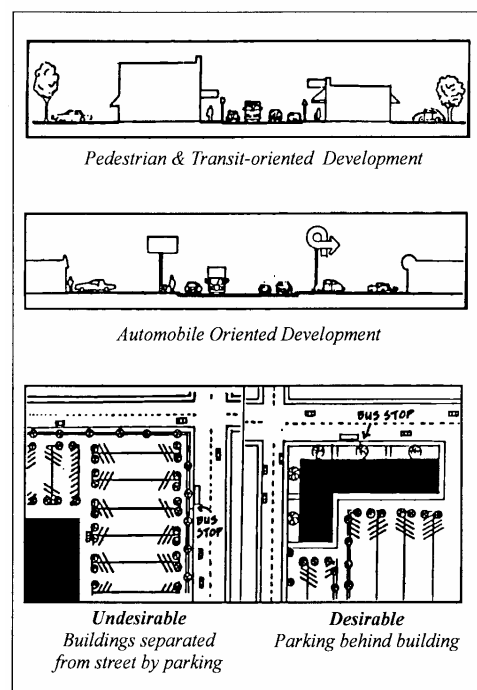 Pedestrian & Transit-oriented Development
Automobile Oriented Development
BUS STOP
BUS
STOP
Undesirable
Buildings separated
from street by parking
Desirable
Parking behind building